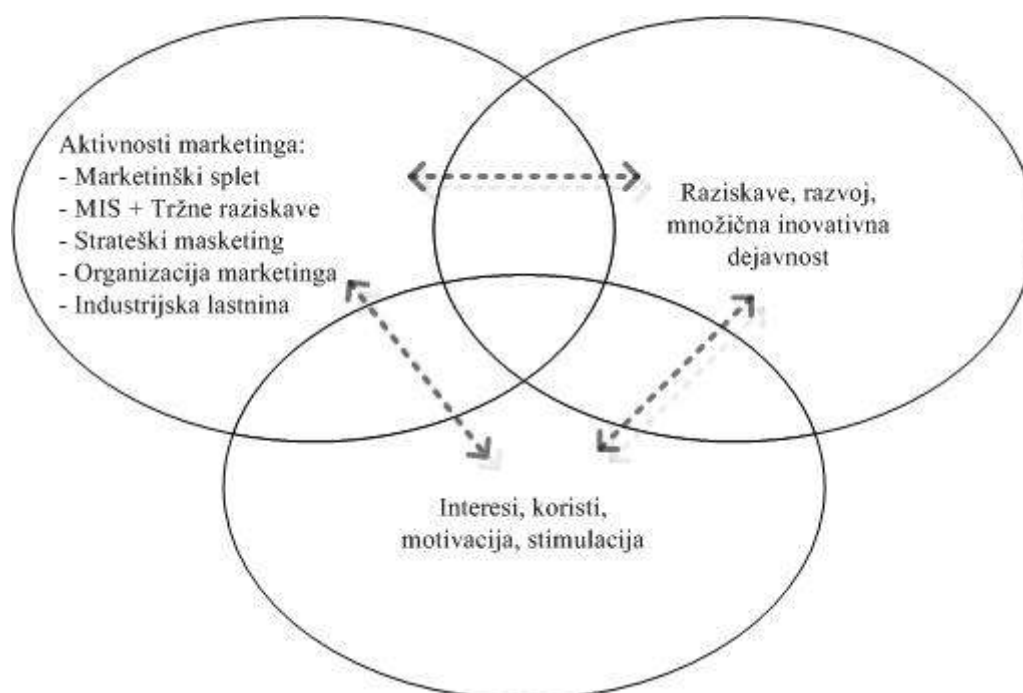 Aktivnosti marketinga:
- Marketinški splet
- MIS + Tržne raziskave
- Strateški masketing
- Organizacija marketinga
- Industrijska lastnina
Raziskave, razvoj,
množična inovativna
dejavnost
Interesi, koristi,
motivacija, stimulacija